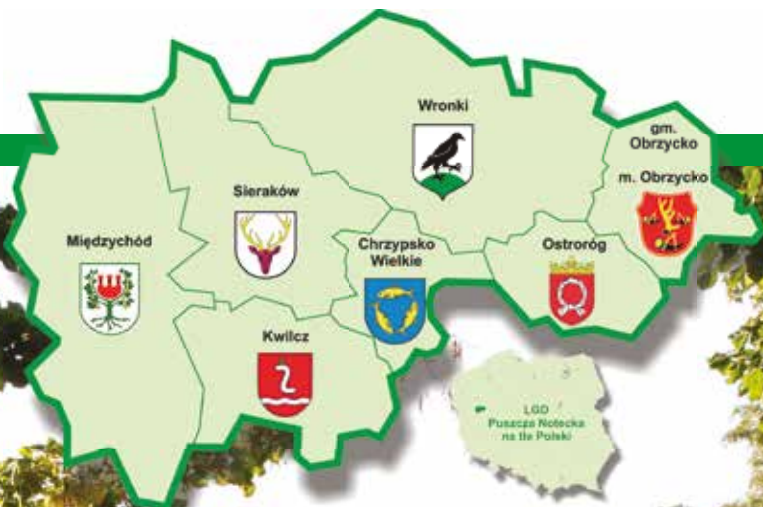 Wronki
gm.
Obrzycko
m. Obrzycko
Sieraków
Międzychód
Chrzypsko
Wielkie
Ostroróg
Kwilcz
LGD
Puszcza Notecka
na tle Polski